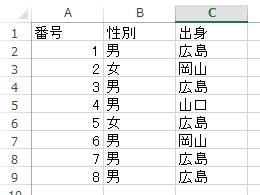 A B C
1 番号 性別 出身
2 1 男 広島
3 2 女 岡山
4 3 男 広島
5 4 男 山口
6 5 女 広島
7 6 男 岡山
8 7 男 広島
9 8 男 広島